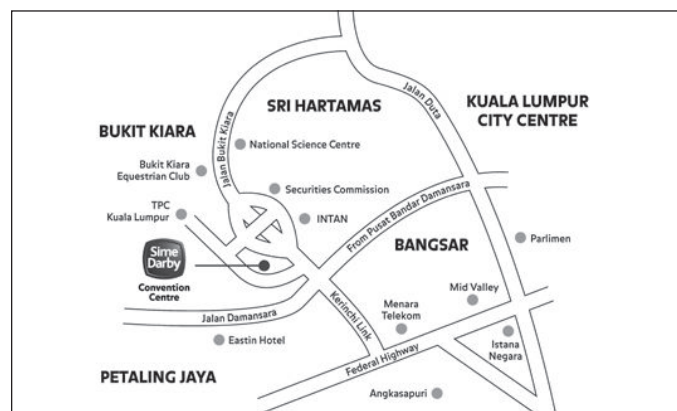 SRI HARTAMAS
Jalan Duta
KUALA LUMPUR
CITY CENTRE
BUKIT KIARA
Jalan Bukit Kiara
National Science Centre
Bukit Kiara
Equestrian Club
Securities Commission
TPC
Kuala Lumpur
INTAN
From Pusat Bandar Damansara
BANGSAR
Parlimen
Sime
Darby
Convention
Centre
Kerinchi Link
Mid Valley
Menara
Telekom
Jalan Damansara
Eastin Hotel
Federal Highway
Istana
Negara
PETALING JAYA
Angkasapuri